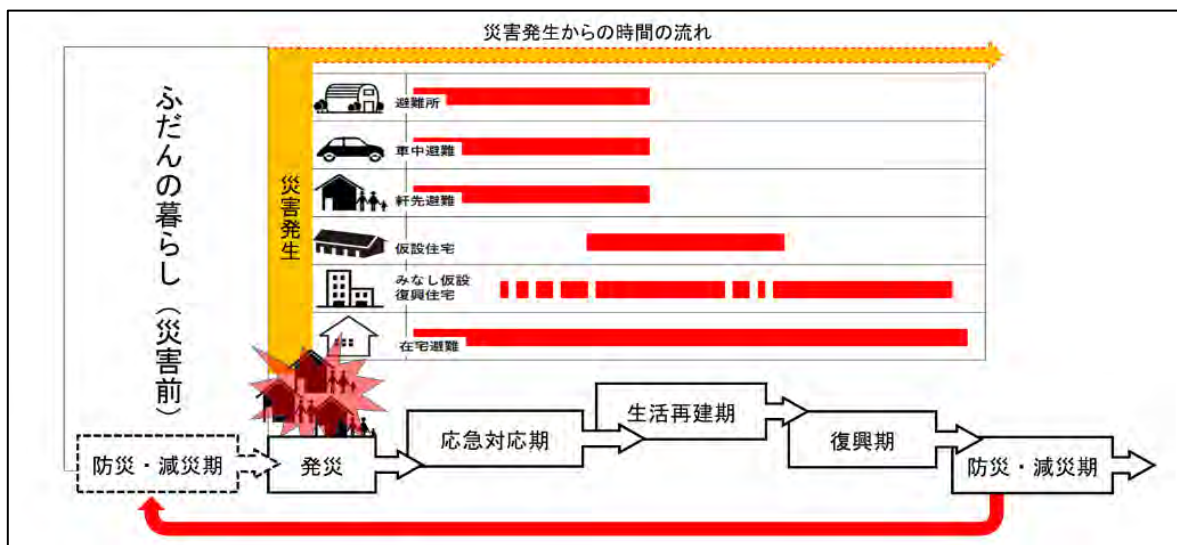 災害発生からの時間の流れ
ふだんの暮らし（災害前）
災害発生
避難所
車中避難
軒先避難
仮設住宅
みなし仮設
復興住宅
在宅避難
防災・減災期
発災
応急対応期
生活再建期
復興期
防災・減災期